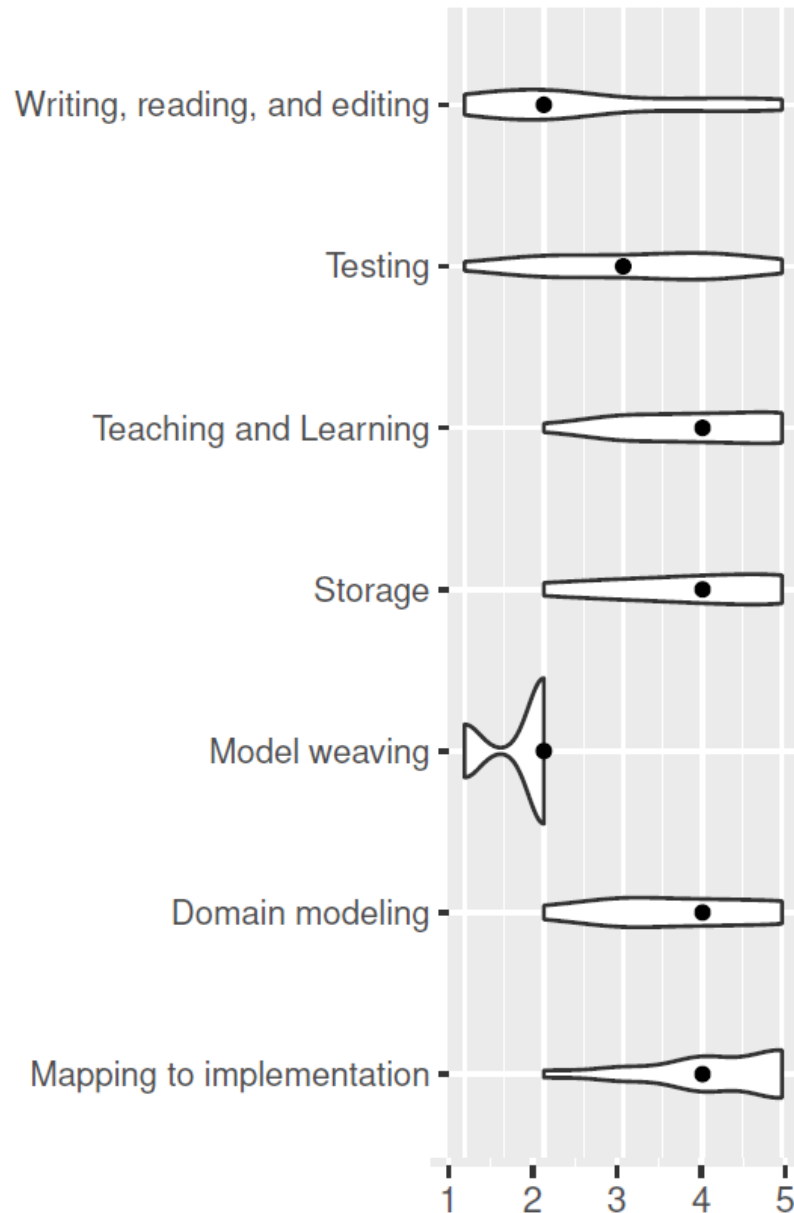 Writing, reading, and editing
Testing
Teaching and Learning
Storage
Model weaving
Domain modeling
Mapping to implementation
1 2 3 4 5